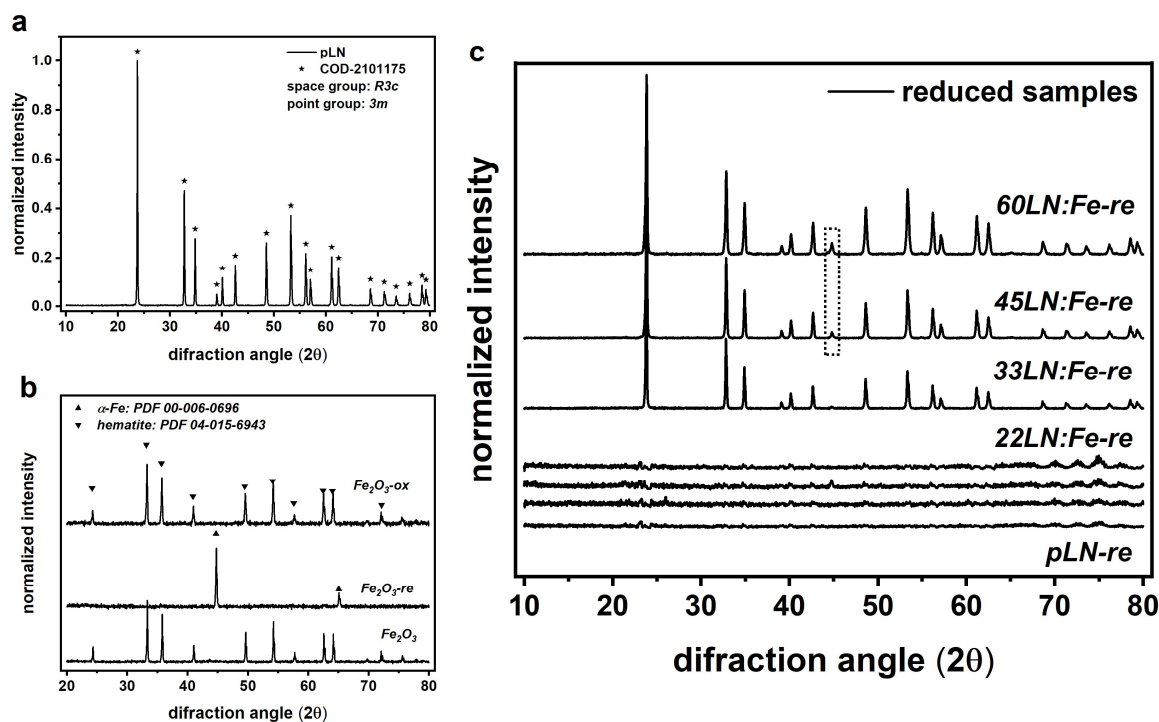 a
pLN
★ COD-2101175
space group: R3c
point group: 3m
normalized intensity
1.0
0.8
0.6
0.4
0.2
0.0
10 20 30 40 50 60 70 80
difraction angle (2θ)
b
▲ α-Fe: PDF 00-006-0696
▼ hematite: PDF 04-015-6943
Fe₂O₃-ox
Fe₂O₃-re
Fe₂O₃
normalized intensity
20 30 40 50 60 70 80
difraction angle (2θ)
c
reduced samples
60LN:Fe-re
45LN:Fe-re
33LN:Fe-re
22LN:Fe-re
pLN-re
normalized intensity
10 20 30 40 50 60 70 80
difraction angle (2θ)